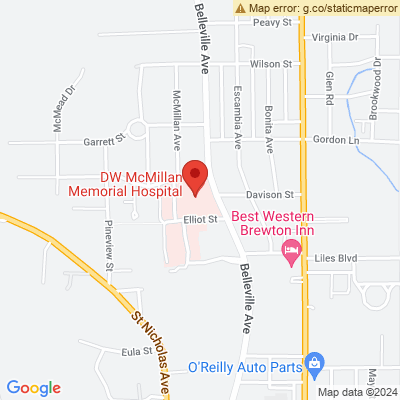 Map error: g.co/staticmaperror
Peavy St
Virginia Dr
Belleville Ave
Wilson St
McMead Dr
McMillan Ave
Escambia Ave
Bonita Ave
Glen Rd
Brookwood Dr
Garrett St
Gordon Ln
DW McMillan
Memorial Hospital
Davison St
Elliot St
Best Western
Brewton Inn
Pineview St
Liles Blvd
Belleville Ave
St Nicholas Ave
Eula St
O'Reilly Auto Parts
May
Google
Map data ©2024